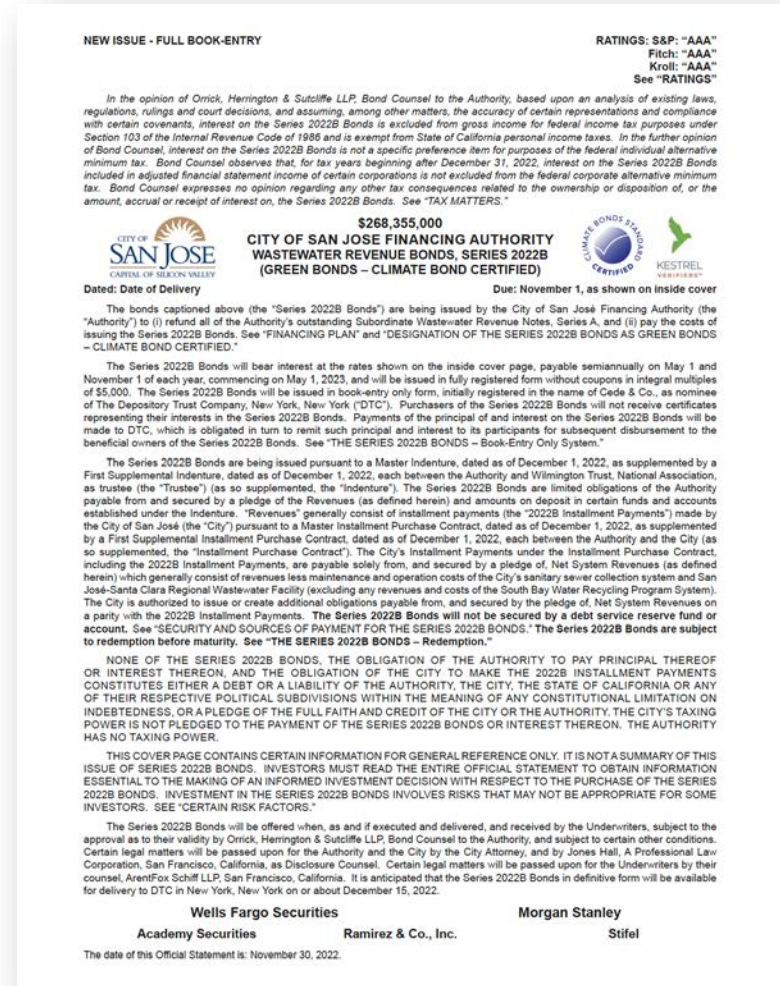 NEW ISSUE - FULL BOOK-ENTRY
RATINGS: S&P: “AAA”
Fitch: “AAA”
Kroll: “AAA”
See “RATINGS”
In the opinion of Orrick, Herrington & Sutcliffe LLP, Bond Counsel to the Authority, based upon an analysis of existing laws,
regulations, rulings and court decisions, and assuming, among other matters, the accuracy of certain representations and compliance
with certain covenants, interest on the Series 2022B Bonds is excluded from gross income for federal income tax purposes under
Section 103 of the Internal Revenue Code of 1986 and is exempt from State of California personal income taxes. In the further opinion
of Bond Counsel, interest on the Series 2022B Bonds is not a specific preference item for purposes of the federal individual alternative
minimum tax. Bond Counsel observes that, for tax years beginning after December 31, 2022, interest on the Series 2022B Bonds
included in adjusted financial statement income of certain corporations is not excluded from the federal corporate alternative minimum
tax. Bond Counsel expresses no opinion regarding any other tax consequences related to the ownership or disposition of, or the
amount, accrual or receipt of interest on, the Series 2022B Bonds. See “TAX MATTERS.”
CITY OF
SAN JOSE
CAPITAL OF SILICON VALLEY
$268,355,000
CITY OF SAN JOSE FINANCING AUTHORITY
WASTEWATER REVENUE BONDS, SERIES 2022B
(GREEN BONDS – CLIMATE BOND CERTIFIED)
CLIMATE BONDS STANDARD
CERTIFIED
KESTREL
VERIFIERS
Dated: Date of Delivery
Due: November 1, as shown on inside cover
The bonds captioned above (the “Series 2022B Bonds”) are being issued by the City of San José Financing Authority (the
“Authority”) to (i) refund all of the Authority’s outstanding Subordinate Wastewater Revenue Notes, Series A, and (ii) pay the costs of
issuing the Series 2022B Bonds. See “FINANCING PLAN” and “DESIGNATION OF THE SERIES 2022B BONDS AS GREEN BONDS
– CLIMATE BOND CERTIFIED.”
The Series 2022B Bonds will bear interest at the rates shown on the inside cover page, payable semiannually on May 1 and
November 1 of each year, commencing on May 1, 2023, and will be issued in fully registered form without coupons in integral multiples
of $5,000. The Series 2022B Bonds will be issued in book-entry only form, initially registered in the name of Cede & Co., as nominee
of The Depository Trust Company, New York, New York (“DTC”). Purchasers of the Series 2022B Bonds will not receive certificates
representing their interests in the Series 2022B Bonds. Payments of the principal of and interest on the Series 2022B Bonds will be
made to DTC, which is obligated in turn to remit such principal and interest to its participants for subsequent disbursement to the
beneficial owners of the Series 2022B Bonds. See “THE SERIES 2022B BONDS – Book-Entry Only System.”
The Series 2022B Bonds are being issued pursuant to a Master Indenture, dated as of December 1, 2022, as supplemented by a
First Supplemental Indenture, dated as of December 1, 2022, each between the Authority and Wilmington Trust, National Association,
as trustee (the “Trustee”) (as so supplemented, the “Indenture”). The Series 2022B Bonds are limited obligations of the Authority
payable from and secured by a pledge of the Revenues (as defined herein) and amounts on deposit in certain funds and accounts
established under the Indenture. “Revenues” generally consist of installment payments (the “2022B Installment Payments”) made by
the City of San José (the “City”) pursuant to a Master Installment Purchase Contract, dated as of December 1, 2022, as supplemented
by a First Supplemental Installment Purchase Contract, dated as of December 1, 2022, each between the Authority and the City (as
so supplemented, the “Installment Purchase Contract”). The City’s Installment Payments under the Installment Purchase Contract,
including the 2022B Installment Payments, are payable solely from, and secured by a pledge of, Net System Revenues (as defined
herein) which generally consist of revenues less maintenance and operation costs of the City’s sanitary sewer collection system and San
José-Santa Clara Regional Wastewater Facility (excluding any revenues and costs of the South Bay Water Recycling Program System).
The City is authorized to issue or create additional obligations payable from, and secured by the pledge of, Net System Revenues on
a parity with the 2022B Installment Payments. The Series 2022B Bonds will not be secured by a debt service reserve fund or
account. See “SECURITY AND SOURCES OF PAYMENT FOR THE SERIES 2022B BONDS.” The Series 2022B Bonds are subject
to redemption before maturity. See “THE SERIES 2022B BONDS – Redemption.”
NONE OF THE SERIES 2022B BONDS, THE OBLIGATION OF THE AUTHORITY TO PAY PRINCIPAL THEREOF
OR INTEREST THEREON, AND THE OBLIGATION OF THE CITY TO MAKE THE 2022B INSTALLMENT PAYMENTS
CONSTITUTES EITHER A DEBT OR A LIABILITY OF THE AUTHORITY, THE CITY, THE STATE OF CALIFORNIA OR ANY
OF THEIR RESPECTIVE POLITICAL SUBDIVISIONS WITHIN THE MEANING OF ANY CONSTITUTIONAL LIMITATION ON
INDEBTEDNESS, OR A PLEDGE OF THE FULL FAITH AND CREDIT OF THE CITY OR THE AUTHORITY. THE CITY’S TAXING
POWER IS NOT PLEDGED TO THE PAYMENT OF THE SERIES 2022B BONDS OR INTEREST THEREON. THE AUTHORITY
HAS NO TAXING POWER.
THIS COVER PAGE CONTAINS CERTAIN INFORMATION FOR GENERAL REFERENCE ONLY. IT IS NOT A SUMMARY OF THIS
ISSUE OF SERIES 2022B BONDS. INVESTORS MUST READ THE ENTIRE OFFICIAL STATEMENT TO OBTAIN INFORMATION
ESSENTIAL TO THE MAKING OF AN INFORMED INVESTMENT DECISION WITH RESPECT TO THE PURCHASE OF THE SERIES
2022B BONDS. INVESTMENT IN THE SERIES 2022B BONDS INVOLVES RISKS THAT MAY NOT BE APPROPRIATE FOR SOME
INVESTORS. SEE “CERTAIN RISK FACTORS.”
The Series 2022B Bonds will be offered when, as and if executed and delivered, and received by the Underwriters, subject to the
approval as to their validity by Orrick, Herrington & Sutcliffe LLP, Bond Counsel to the Authority, and subject to certain other conditions.
Certain legal matters will be passed upon for the Authority and the City by the City Attorney, and by Jones Hall, A Professional Law
Corporation, San Francisco, California, as Disclosure Counsel. Certain legal matters will be passed upon for the Underwriters by their
counsel, ArentFox Schiff LLP, San Francisco, California. It is anticipated that the Series 2022B Bonds in definitive form will be available
for delivery to DTC in New York, New York on or about December 15, 2022.
Wells Fargo Securities
Morgan Stanley
Academy Securities
Ramirez & Co., Inc.
Stifel
The date of this Official Statement is: November 30, 2022.